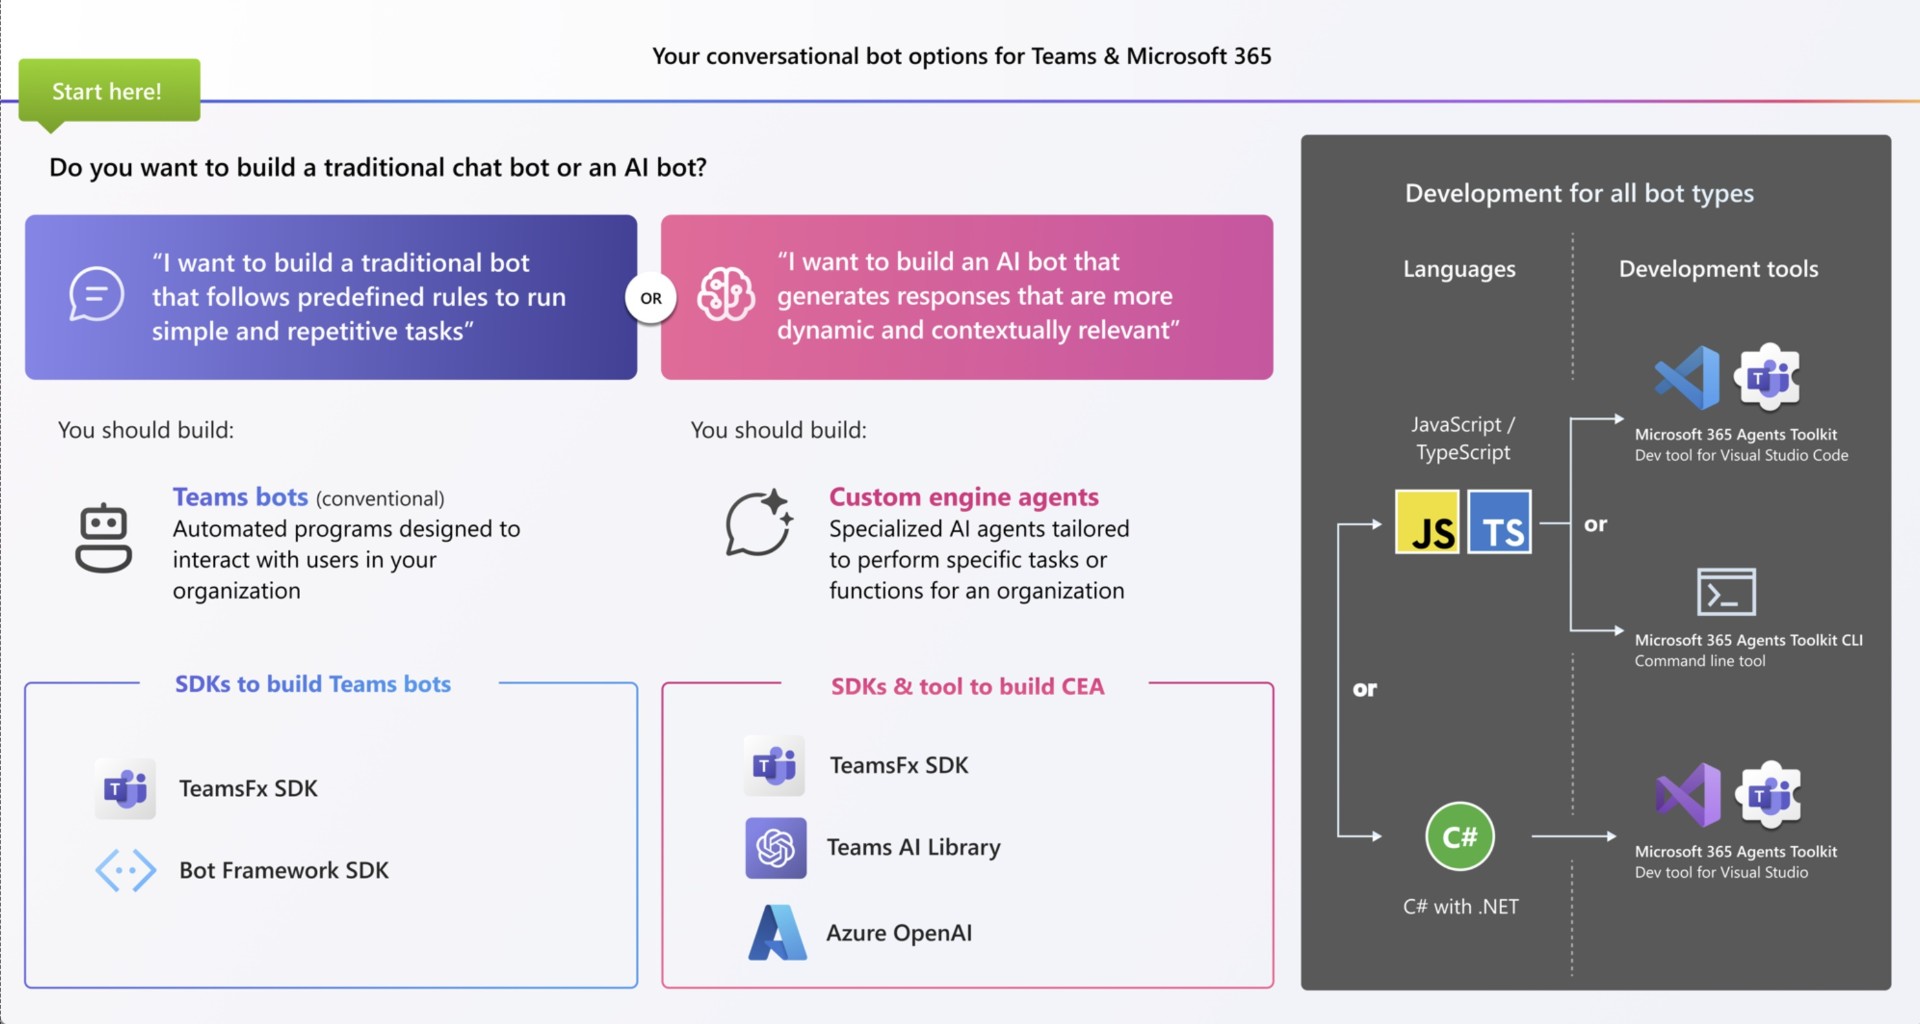 Your conversational bot options for Teams & Microsoft 365
Start here!
Do you want to build a traditional chat bot or an AI bot?
“I want to build a traditional bot
that follows predefined rules to run
simple and repetitive tasks”
OR
“I want to build an AI bot that
generates responses that are more
dynamic and contextually relevant”
You should build:
Teams bots (conventional)
Automated programs designed to
interact with users in your
organization
You should build:
Custom engine agents
Specialized AI agents tailored
to perform specific tasks or
functions for an organization
SDKs to build Teams bots
T
TeamsFx SDK
Bot Framework SDK
SDKs & tool to build CEA
T
TeamsFx SDK
Teams AI Library
Azure OpenAI
Development for all bot types
Languages
Development tools
JavaScript /
TypeScript
JS
TS
or
T
Microsoft 365 Agents Toolkit
Dev tool for Visual Studio Code
Microsoft 365 Agents Toolkit CLI
Command line tool
or
C#
C# with .NET
T
Microsoft 365 Agents Toolkit
Dev tool for Visual Studio